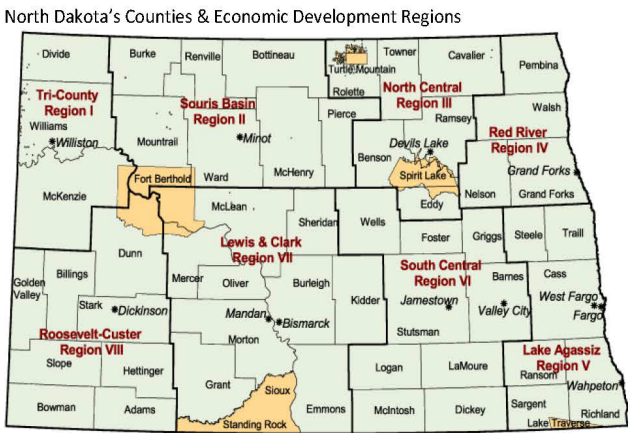 North Dakota's Counties & Economic Development Regions
Divide
Burke
Renville
Bottineau
Turtle Mountain
Rolette
Towner
Cavalier
Pembina
Tri-County
Region I
Williams
Williston
McKenzie
Souris Basin
Region II
Mountrail
Minot
Ward
McHenry
Pierce
Fort Berthold
North Central
Region III
Ramsey
Benson
Devils Lake
Spirit Lake
Eddy
Walsh
Red River
Region IV
Grand Forks
Nelson
Grand Forks
McLean
Sheridan
Lewis & Clark
Region VII
Mercer
Oliver
Burleigh
Kidder
Mandan
Bismarck
Morton
Grant
Sioux
Standing Rock
Emmons
Wells
Foster
Griggs
South Central
Region VI
Barnes
Jamestown
Valley City
Stutsman
Logan
LaMoure
McIntosh
Dickey
Steele
Traill
Cass
West Fargo
Fargo
Lake Agassiz
Region V
Ransom
Wahpeton
Sargent
Richland
Lake Traverse
Dunn
Golden
Valley
Billings
Stark
Dickinson
Roosevelt-Custer
Region VIII
Slope
Hettinger
Bowman
Adams